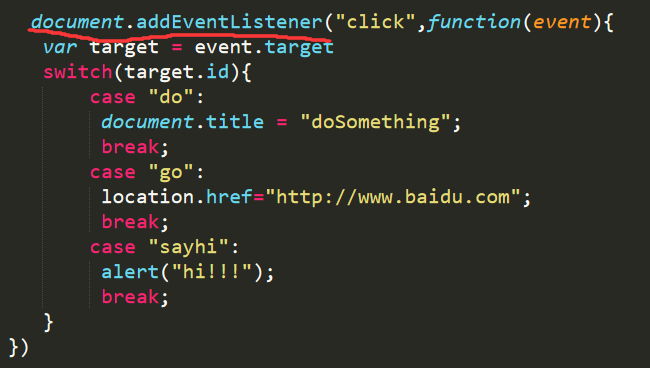 document.addEventListener("click",function(event){
var target = event.target
switch(target.id){
case "do":
document.title = "doSomething";
break;
case "go":
location.href="http://www.baidu.com";
break;
case "sayhi":
alert("hi!!!");
break;
}
})